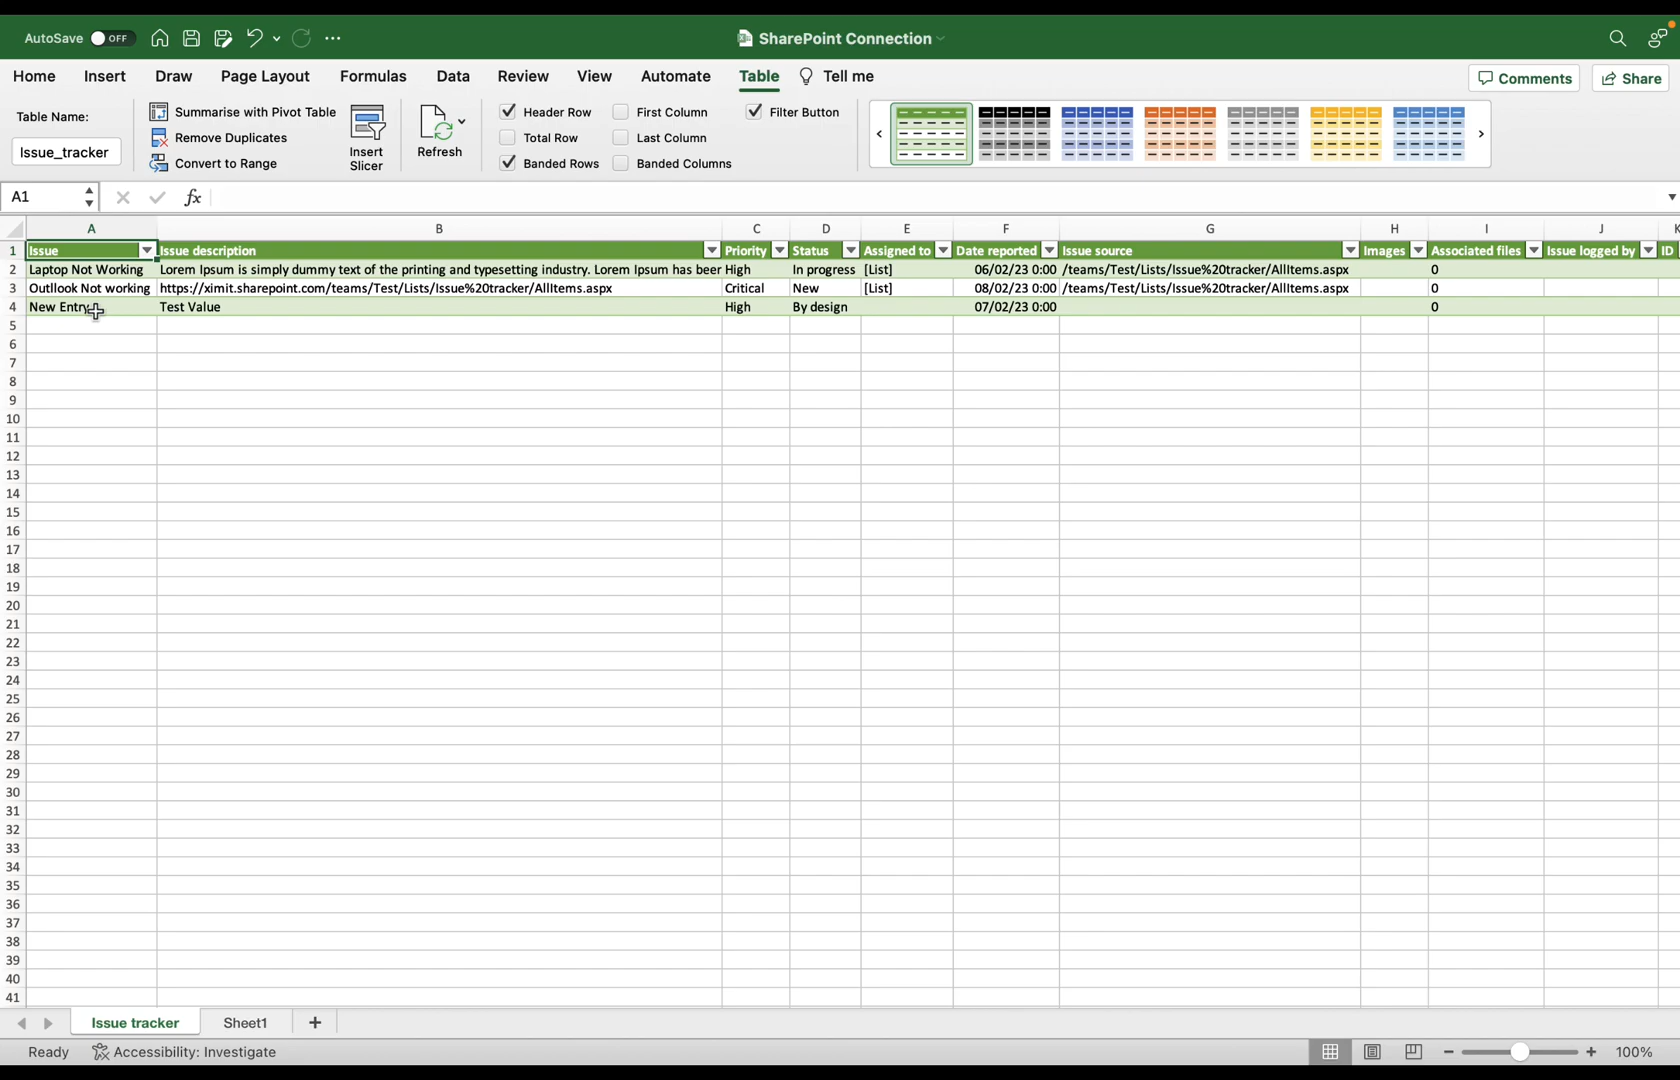 AutoSave OFF SharePoint Connection
Home Insert Draw Page Layout Formulas Data Review View Automate Table Tell me Comments Share
Table Name:
Issue_tracker
Summarise with Pivot Table
Remove Duplicates
Convert to Range
Insert
Slicer
Refresh
Header Row First Column Filter Button
Total Row Last Column
Banded Rows Banded Columns
A1 fx
A B C D E F G H I J K
1 Issue Issue description Priority Status Assigned to Date reported Issue source Images Associated files Issue logged by ID
2 Laptop Not Working Lorem Ipsum is simply dummy text of the printing and typesetting industry. Lorem Ipsum has beer High In progress [List] 06/02/23 0:00 /teams/Test/Lists/Issue%20tracker/AllItems.aspx 0
3 Outllook Not working https://ximit.sharepoint.com/teams/Test/Lists/Issue%20tracker/AllItems.aspx Critical New [List] 08/02/23 0:00 /teams/Test/Lists/Issue%20tracker/AllItems.aspx 0
4 New Entry Test Value High By design 07/02/23 0:00 0
5
6
7
8
9
10
11
12
13
14
15
16
17
18
19
20
21
22
23
24
25
26
27
28
29
30
31
32
33
34
35
36
37
38
39
40
41
Issue tracker Sheet1
Ready Accessibility: Investigate 100%